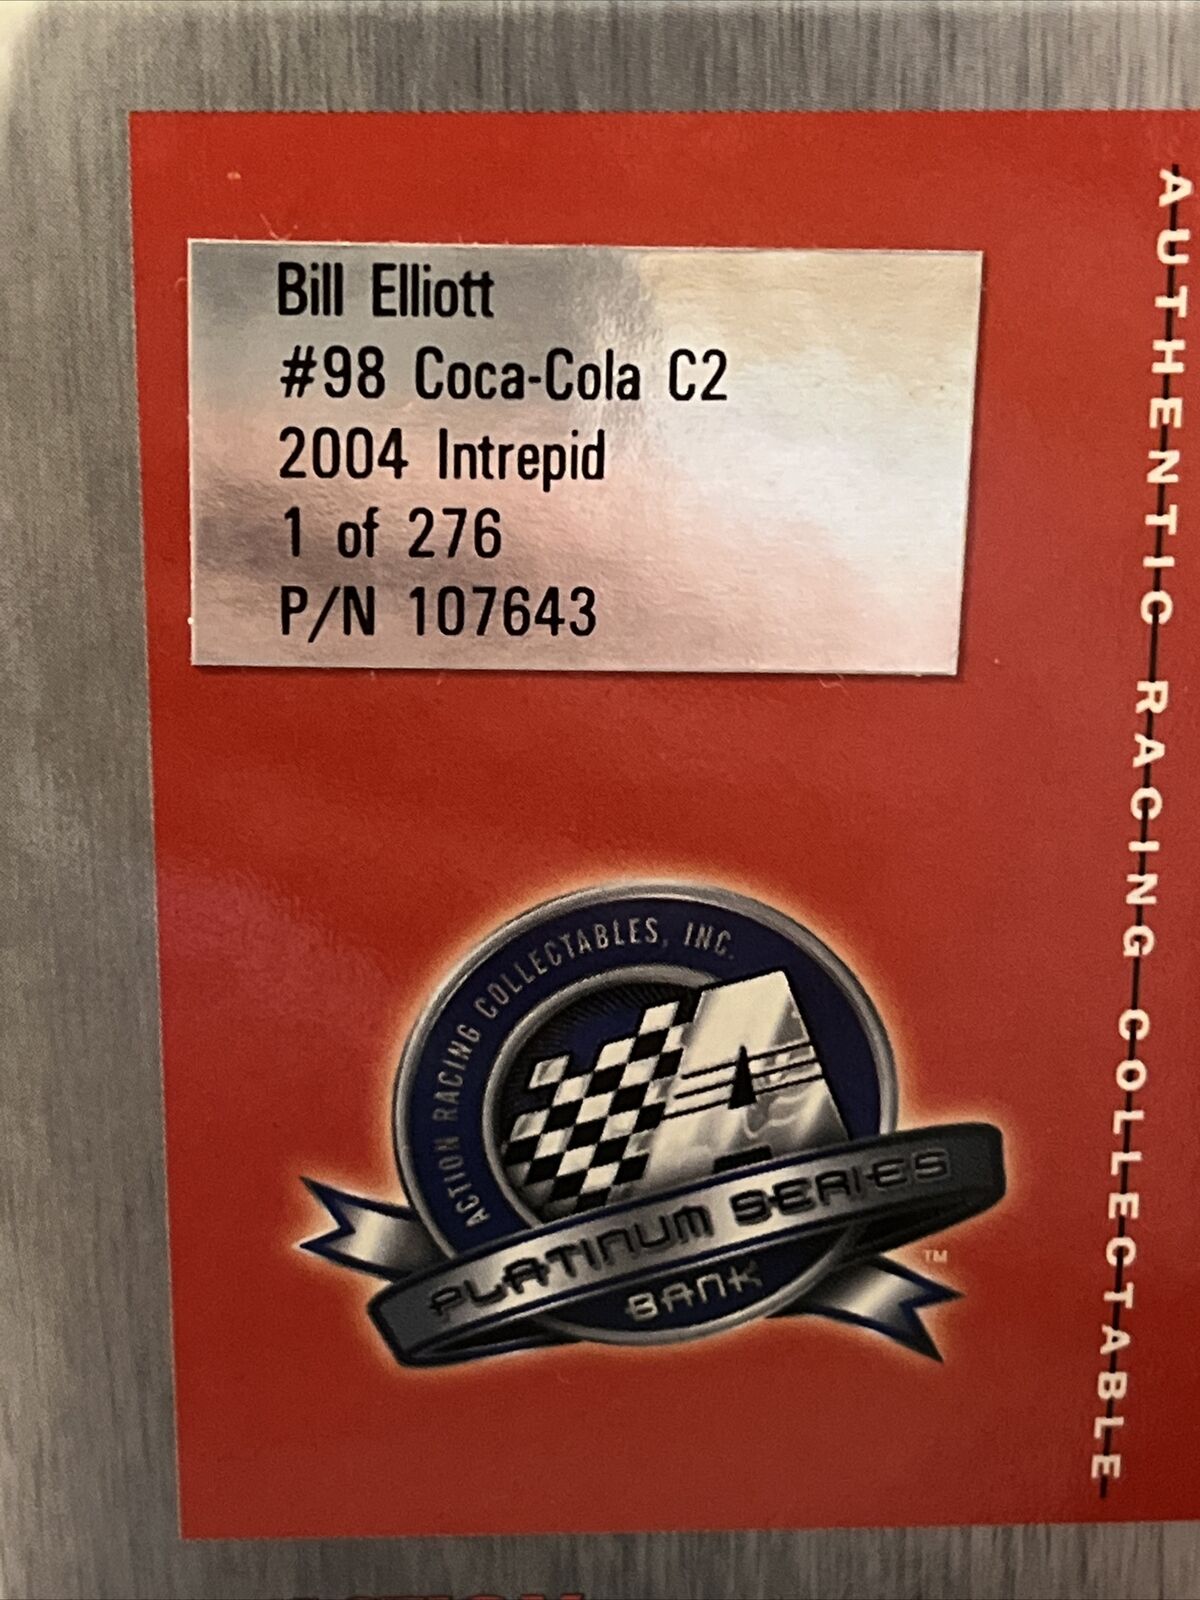 Bill Elliott
#98 Coca-Cola C2
2004 Intrepid
1 of 276
P/N 107643
AUTHENTIC RACING COLLECTABLE
ACTION RACING COLLECTABLES, INC.
A
PLATINUM SERIES
BANK
TM